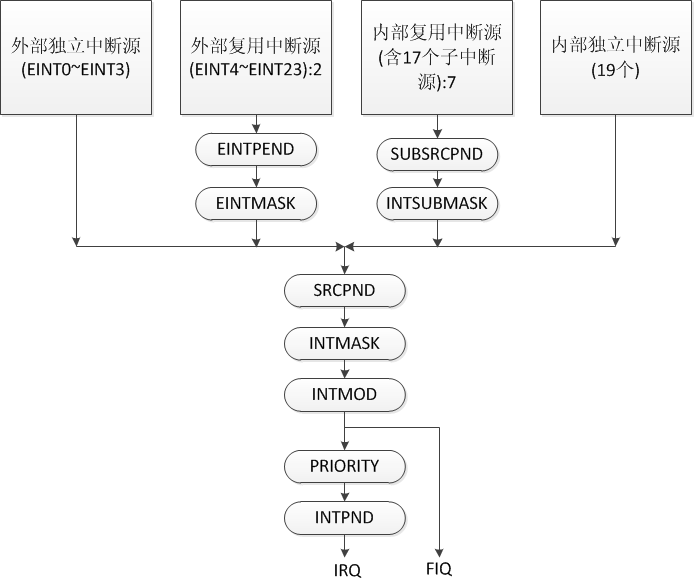 外部独立中断源
(EINT0~EINT3)
外部复用中断源
(EINT4~EINT23):2
内部复用中断源
(含17个子中断
源):7
内部独立中断源
(19个)
EINTPEND
SUBSRCPND
EINTMASK
INTSUBMASK
SRCPND
INTMASK
INTMOD
PRIORITY
INTPND
IRQ
FIQ